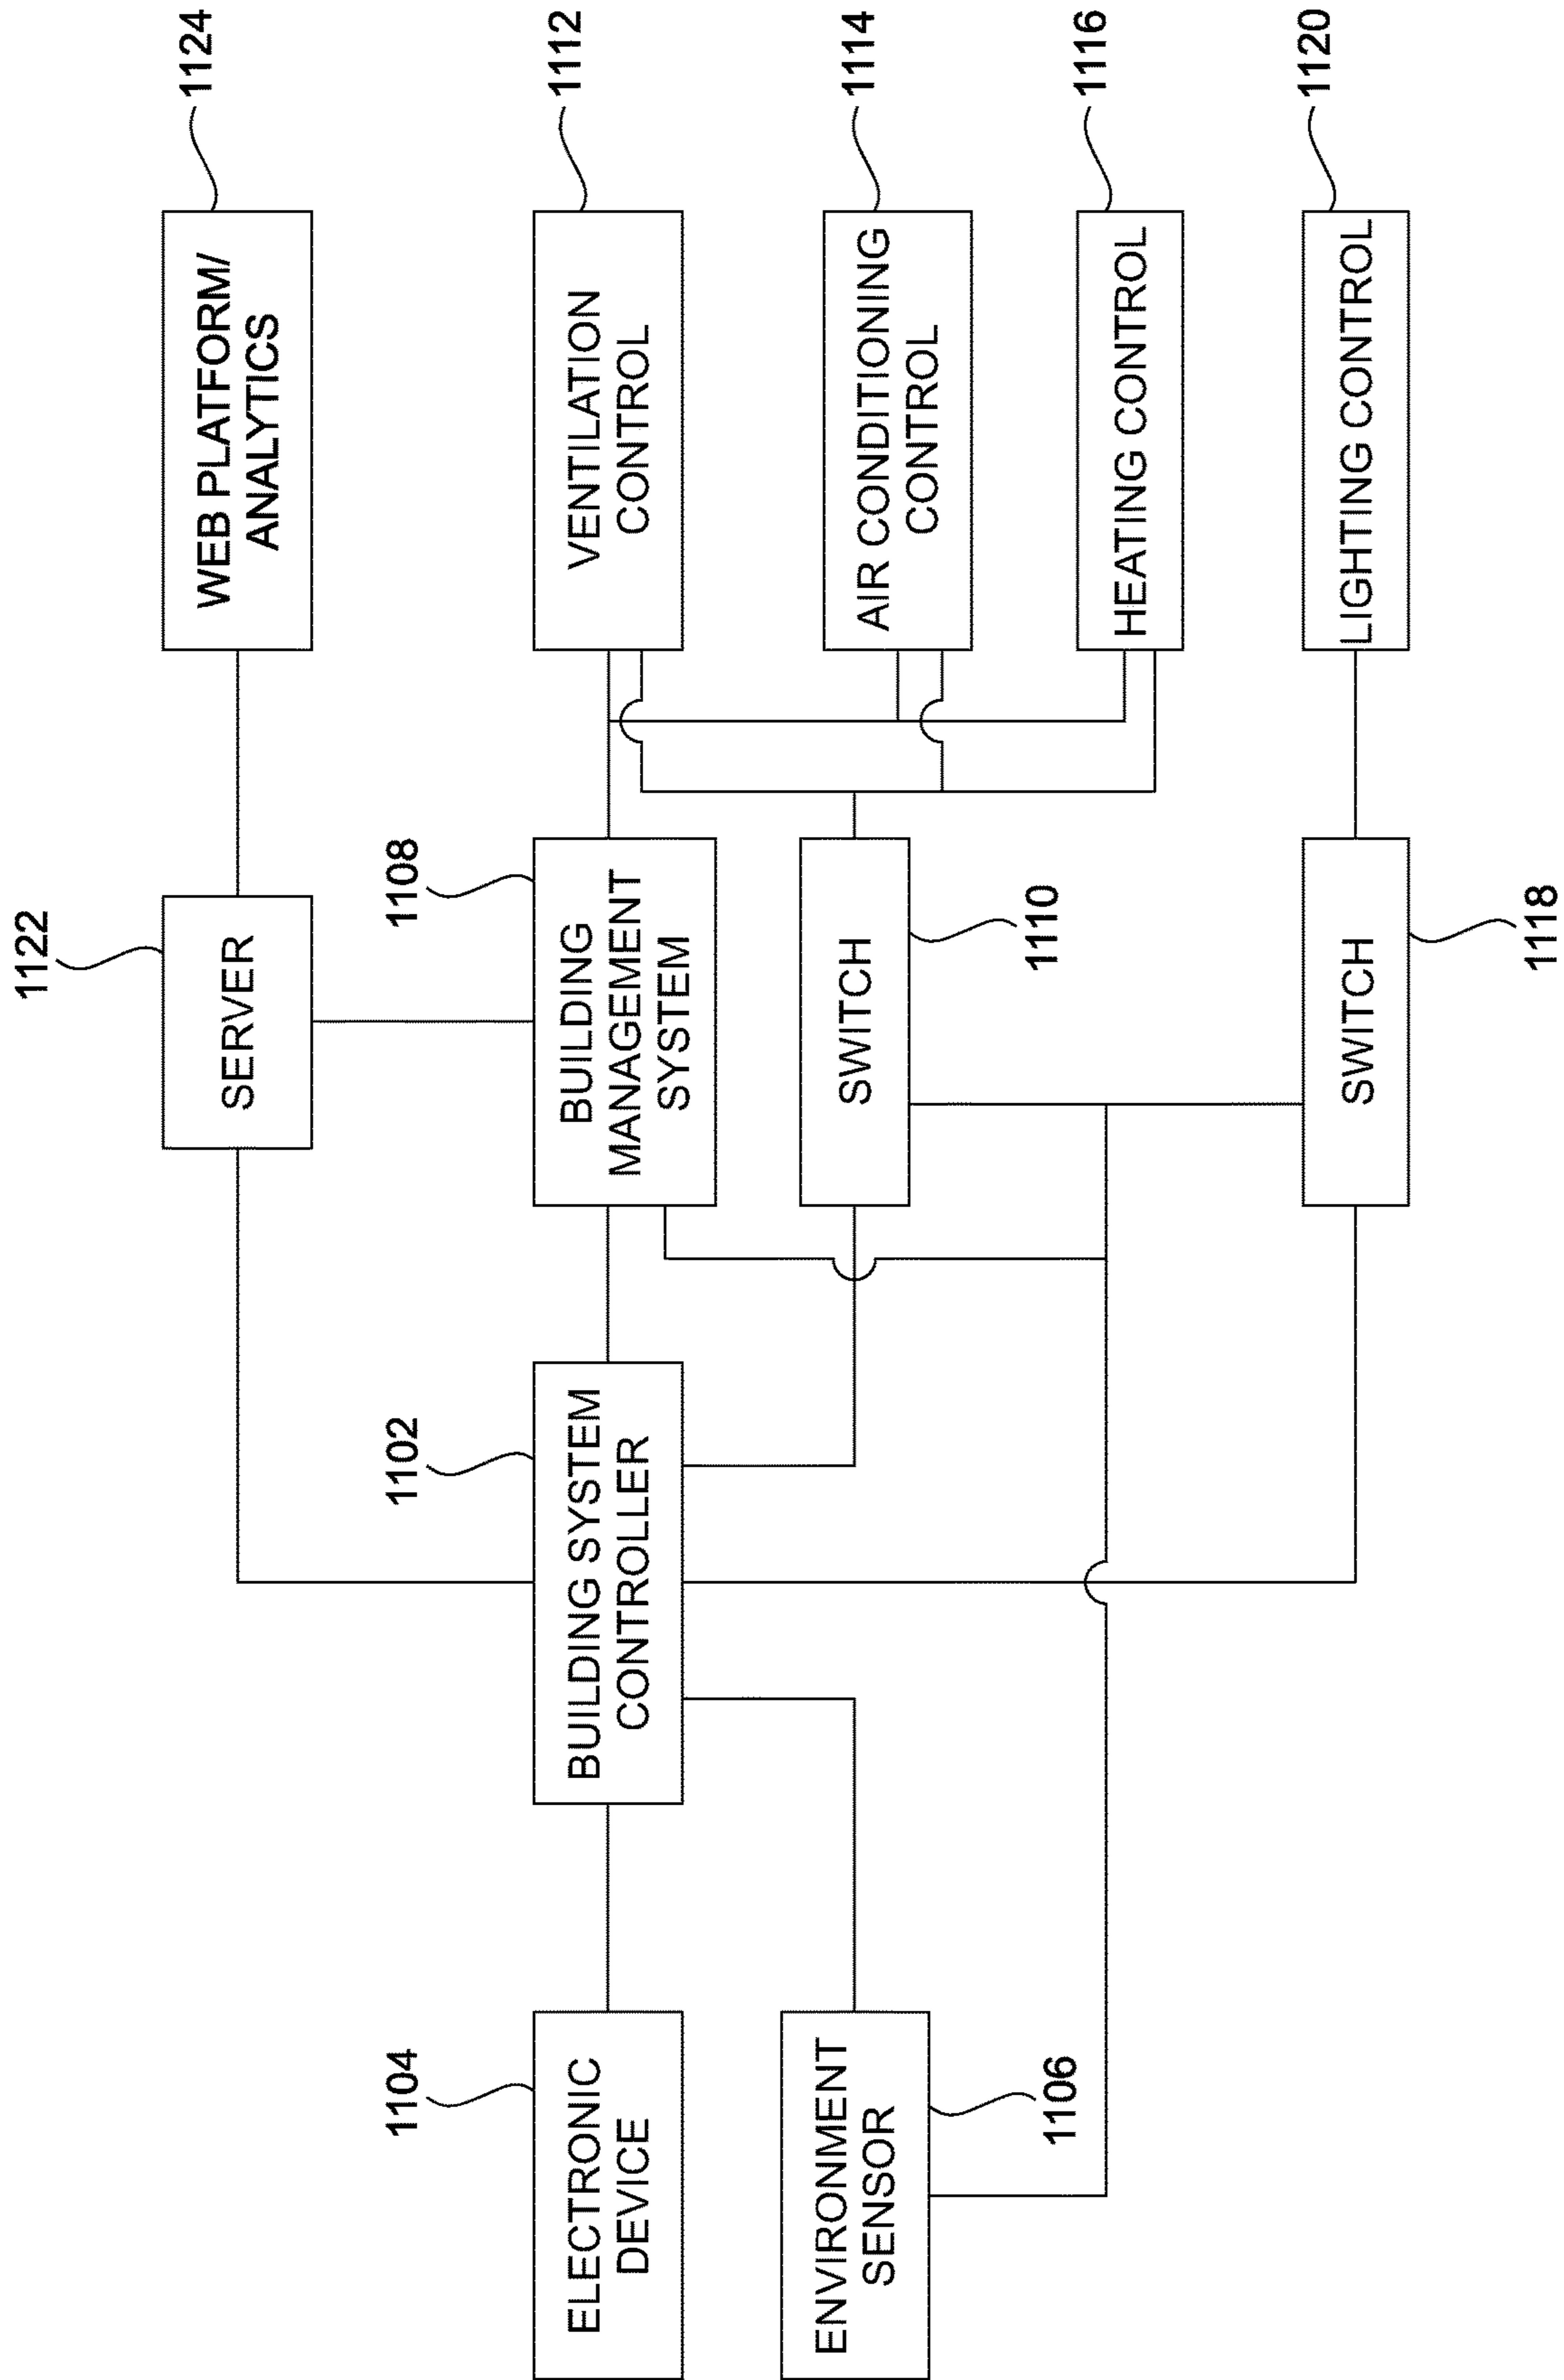 1122
SERVER
WEB PLATFORM/
ANALYTICS
1124
1104
ELECTRONIC
DEVICE
1102
BUILDING SYSTEM
CONTROLLER
1108
BUILDING
MANAGEMENT
SYSTEM
VENTILATION
CONTROL
1112
ENVIRONMENT
SENSOR
1106
SWITCH
1110
AIR CONDITIONING
CONTROL
1114
HEATING CONTROL
1116
SWITCH
1118
LIGHTING CONTROL
1120